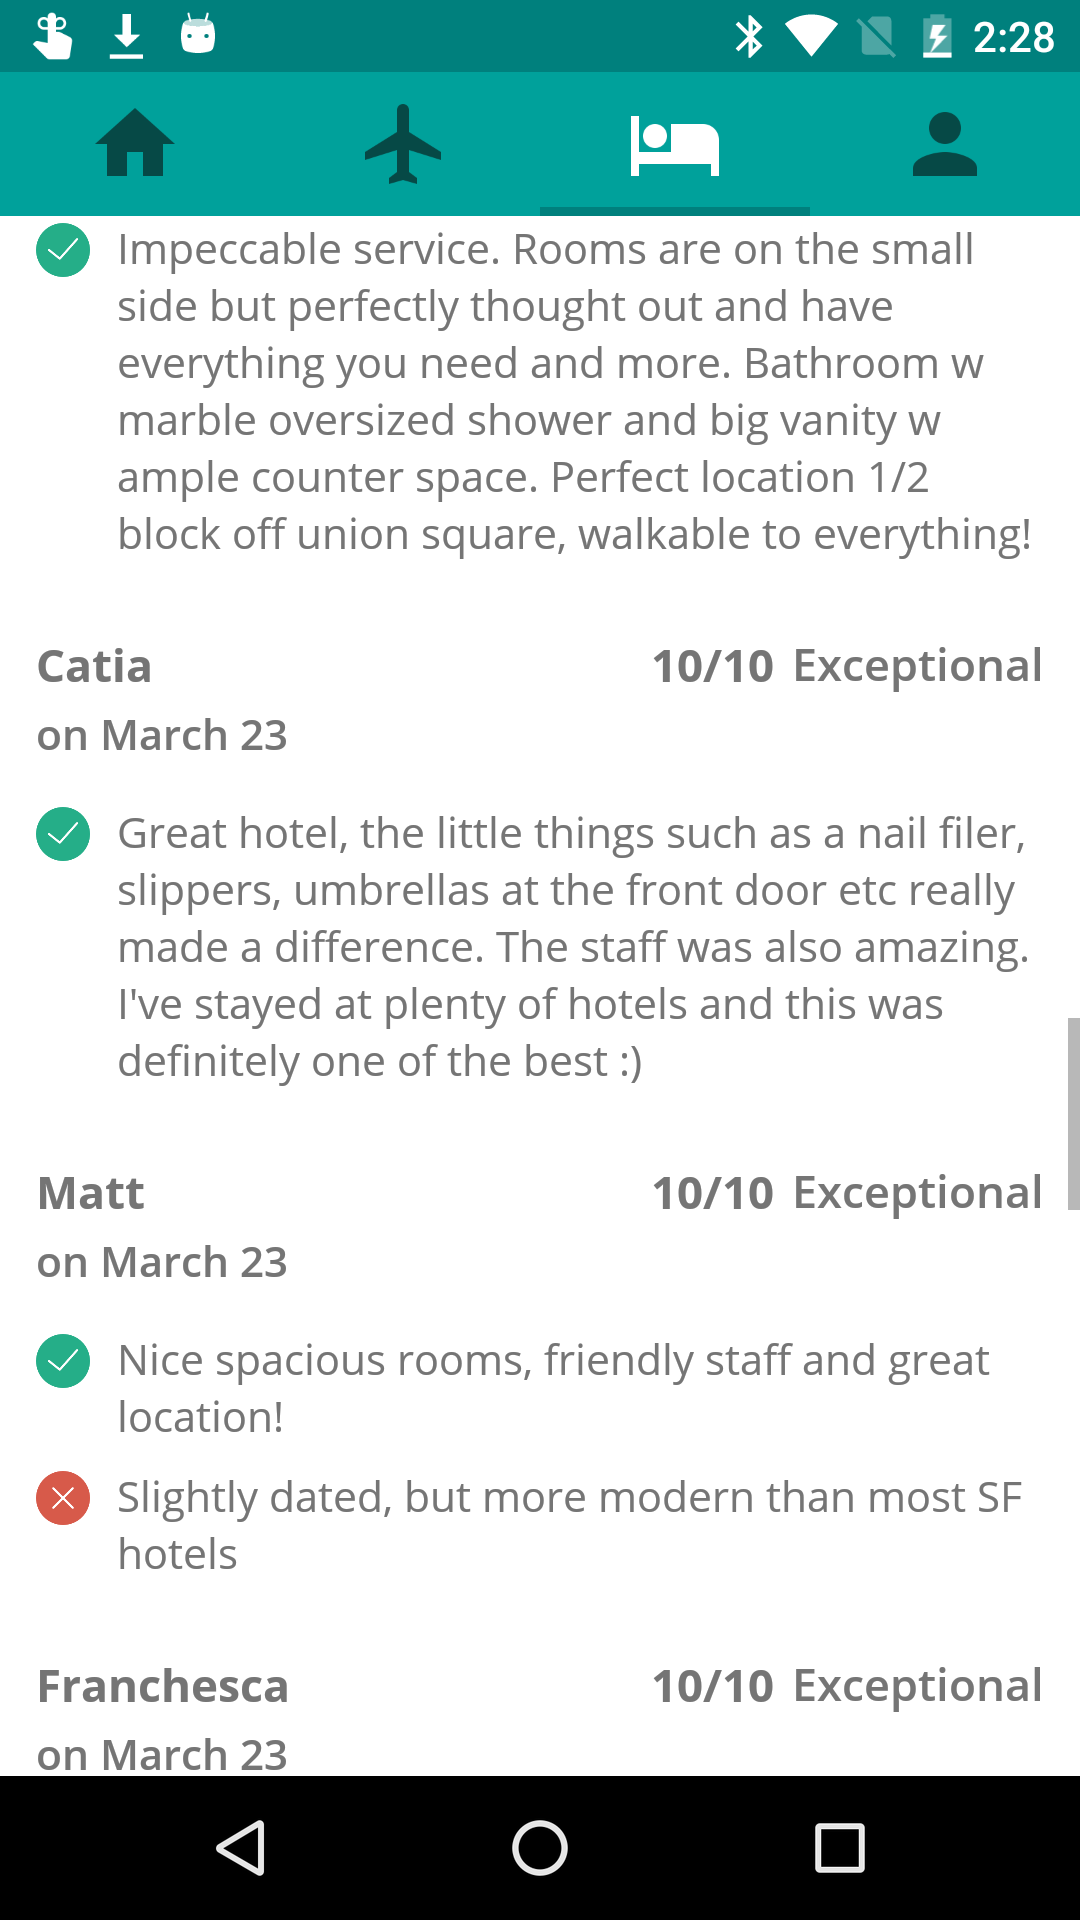 2:28
Impeccable service. Rooms are on the small
side but perfectly thought out and have
everything you need and more. Bathroom w
marble oversized shower and big vanity w
ample counter space. Perfect location 1/2
block off union square, walkable to everything!
Catia 10/10 Exceptional
on March 23
Great hotel, the little things such as a nail filer,
slippers, umbrellas at the front door etc really
made a difference. The staff was also amazing.
I've stayed at plenty of hotels and this was
definitely one of the best :)
Matt 10/10 Exceptional
on March 23
Nice spacious rooms, friendly staff and great
location!
Slightly dated, but more modern than most SF
hotels
Franchesca 10/10 Exceptional
on March 23